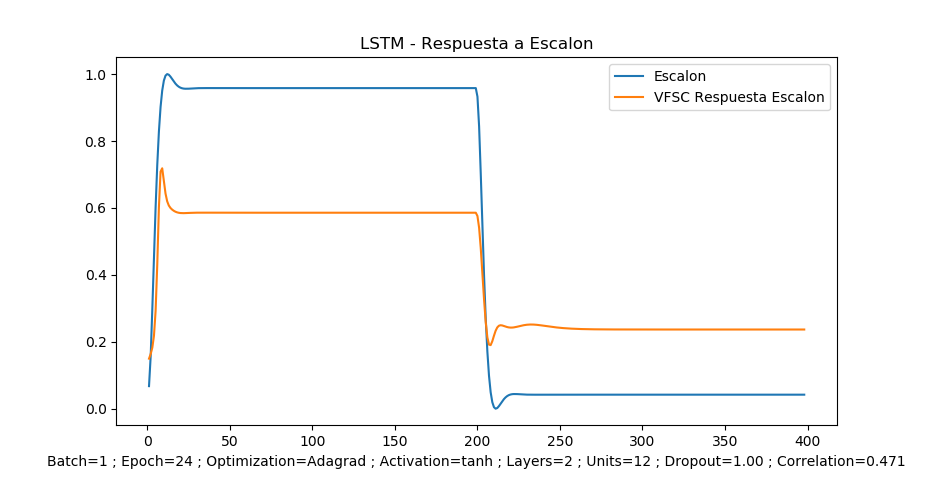 LSTM - Respuesta a Escalon
Escalon
VFSC Respuesta Escalon
1.0
0.8
0.6
0.4
0.2
0.0
0 50 100 150 200 250 300 350 400
Batch=1 ; Epoch=24 ; Optimization=Adagrad ; Activation=tanh ; Layers=2 ; Units=12 ; Dropout=1.00 ; Correlation=0.471